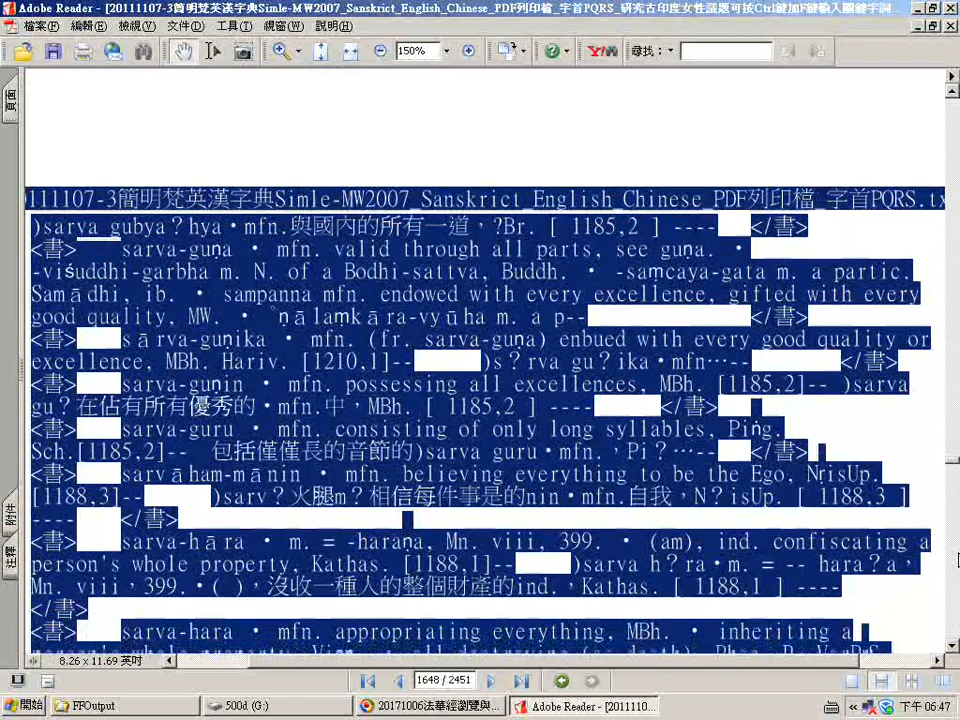 Adobe Reader - [20111107-3簡明梵英漢字典Simle-MW2007_Sanskrict_English_Chinese_PDF列印檔_字首PQRS_研究古印度女性議題可按Ctrl鍵加F鍵輸入關鍵字詞
檔案(F) 編輯(E) 檢視(V) 文件(D) 工具(T) 視窗(W) 說明(H)
150% 尋找:
頁面
111107-3簡明梵英漢字典Simle-MW2007_Sanskrict_English_Chinese_PDF列印檔_字首PQRS.tx
)sarva_gubya?hya‧mfn.與國內的所有一道,?Br. [ 1185,2 ] ---- </書>
<書> sarva-guṇa ‧ mfn. valid through all parts, see guṇa. ‧
-viśuddhi-garbha m. N. of a Bodhi-sattva, Buddh. ‧ -saṃcaya-gata m. a partic.
Samādhi, ib. ‧ sampanna mfn. endowed with every excellence, gifted with every
good quality, MW. ‧ °ṇālaṃkāra-vyūha m. a p-- </書>
<書> sārva-guṇika ‧ mfn. (fr. sarva-guṇa) enbued with every good quality or
excellence, MBh. Hariv. [1210,1]-- )s?rva gu?ika‧mfn…-- </書>
<書> sarva-guṇin ‧ mfn. possessing all excellences, MBh. [1185,2]-- )sarva
gu?在佔有所有優秀的‧mfn.中,MBh. [ 1185,2 ] ---- </書>
<書> sarva-guru ‧ mfn. consisting of only long syllables, Piṅg,
Sch.[1185,2]-- 包括僅僅長的音節的)sarva guru‧mfn.,Pi?…-- </書>
<書> sarvāham-mānin ‧ mfn. believing everything to be the Ego, NṛisUp.
[1188,3]-- )sarv?火腿m?相信每件事是的nin‧mfn.自我,N?isUp. [ 1188,3 ]
---- </書>
<書> sarva-hāra ‧ m. = -haraṇa, Mn. viii, 399. ‧ (am), ind. confiscating a
person's whole property, Kathas. [1188,1]-- )sarva h?ra‧m. = -- hara?a,
Mn. viii,399.‧( ),沒收一種人的整個財產的ind.,Kathas. [ 1188,1 ] ----
</書>
<書> sarva-hara ‧ mfn. appropriating everything, MBh. ‧ inheriting a
附件
注釋
8.26 x 11.69 英吋
1648 / 2451
開始 FFOutput 500d (G:) 20171006法華經瀏覽與... Adobe Reader - [2011110... 下午 06:47